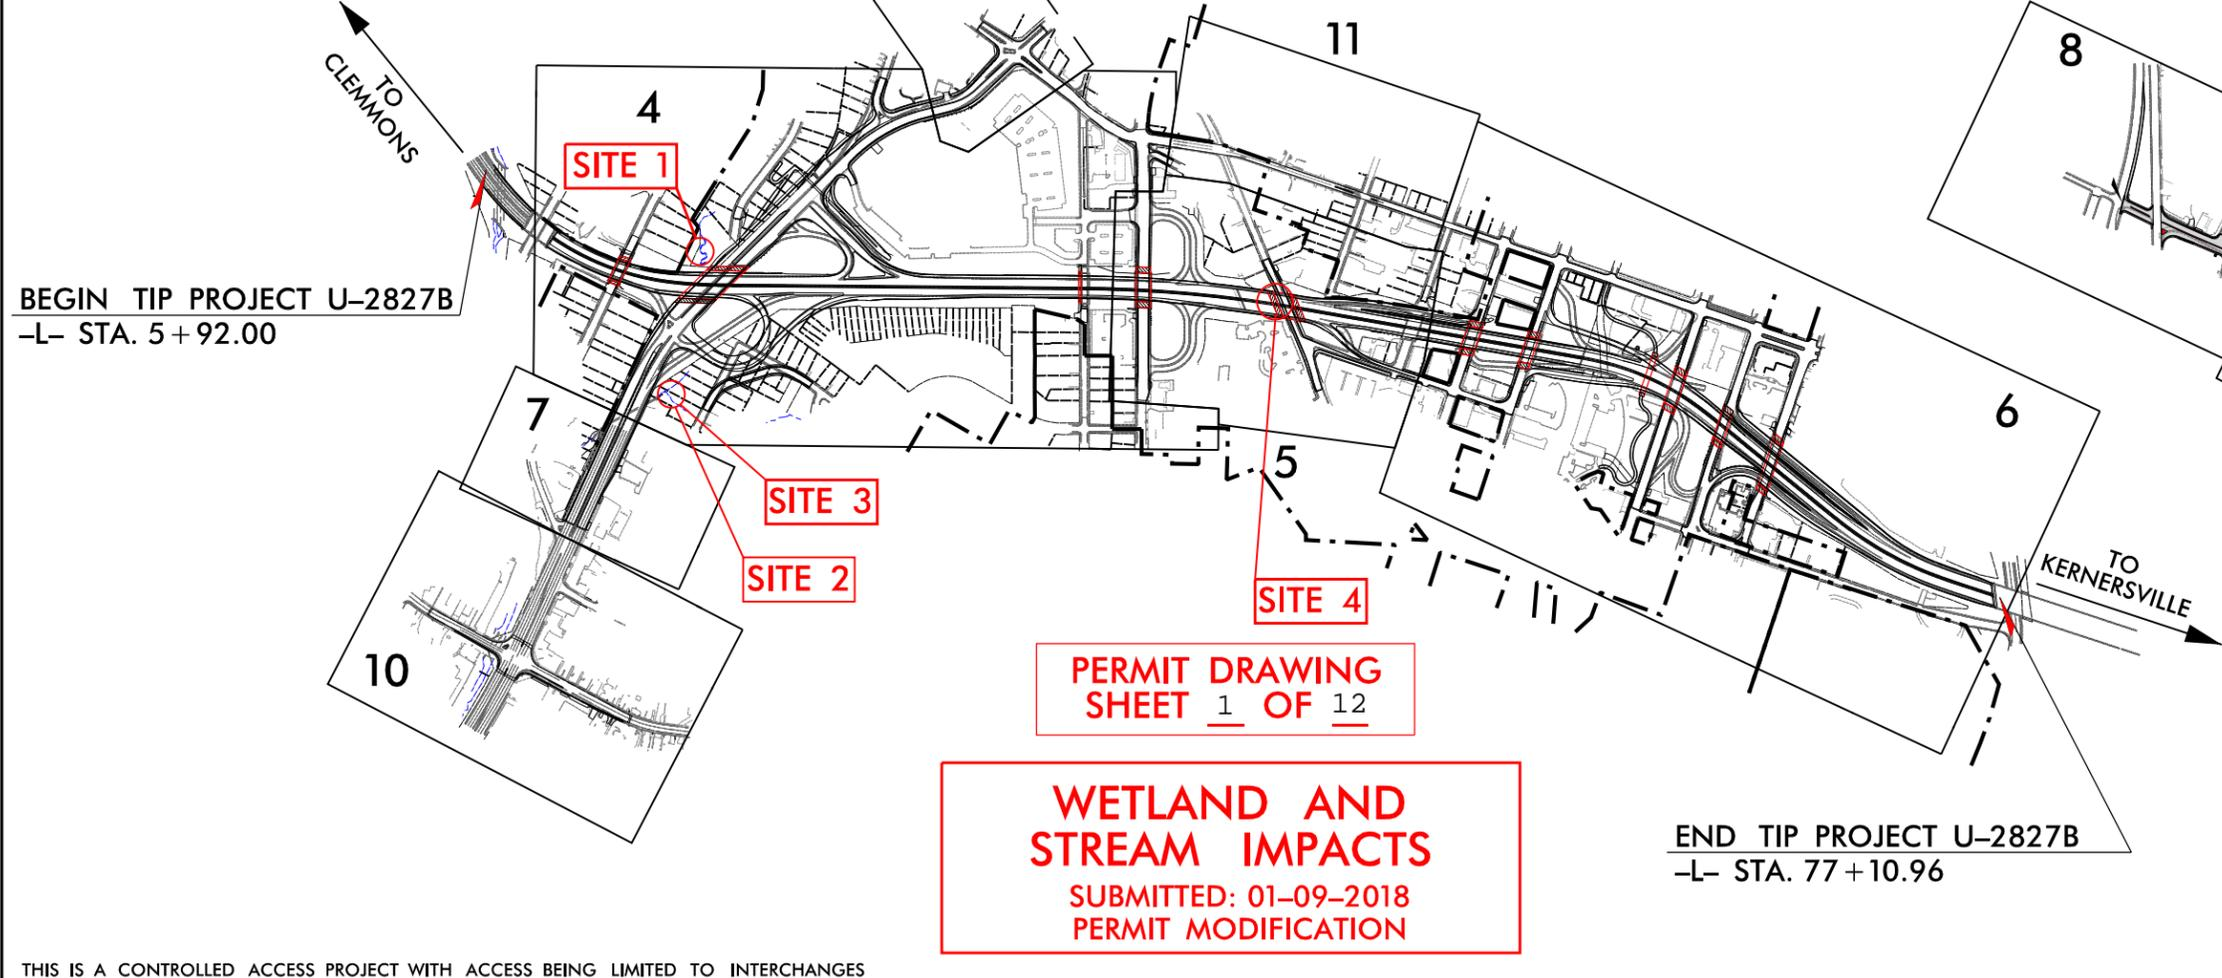 TO
CLEMMONS
4
SITE 1
11
8
BEGIN TIP PROJECT U–2827B
–L– STA. 5+92.00
7
6
5
SITE 3
SITE 2
SITE 4
10
TO
KERNERSVILLE
PERMIT DRAWING
SHEET 1 OF 12
WETLAND AND
STREAM IMPACTS
SUBMITTED: 01–09–2018
PERMIT MODIFICATION
END TIP PROJECT U–2827B
–L– STA. 77+10.96
THIS IS A CONTROLLED ACCESS PROJECT WITH ACCESS BEING LIMITED TO INTERCHANGES